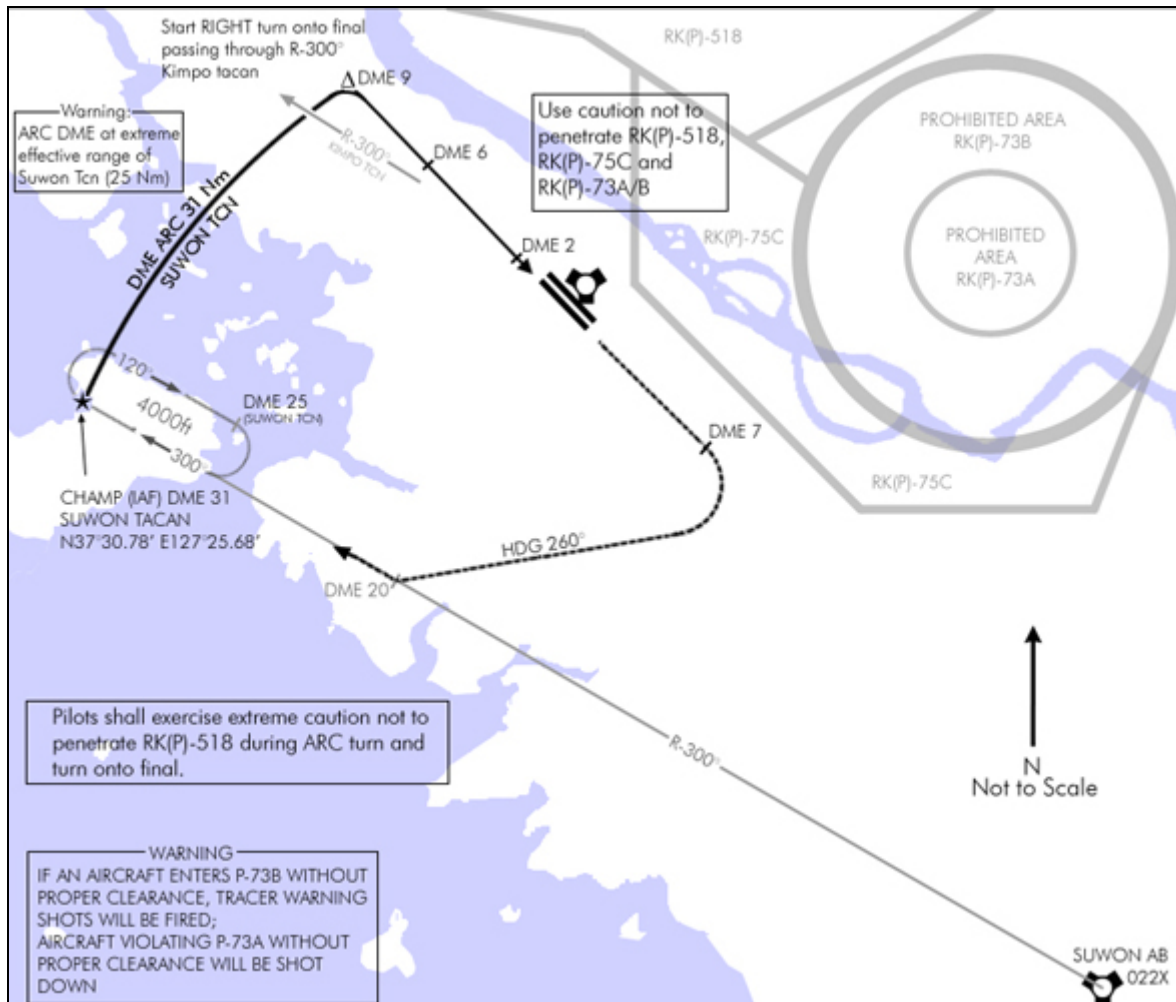 Start RIGHT turn onto final
passing through R-300°
Kimpo tacan
RK(P)-518
Δ DME 9
Warning:
ARC DME at extreme
effective range of
Suwon Tcn (25 Nm)
Use caution not to
penetrate RK(P)-518,
RK(P)-75C and
RK(P)-73A/B
PROHIBITED AREA
RK(P)-73B
R-300°
KIMPO TCN
DME 6
DME ARC 31 Nm
SUWON TCN
DME 2
RK(P)-75C
PROHIBITED
AREA
RK(P)-73A
120°
4000ft
DME 25
(SUWON TCN)
300°
DME 7
RK(P)-75C
CHAMP (IAF) DME 31
SUWON TACAN
N37°30.78' E127°25.68'
HDG 260°
DME 20
Pilots shall exercise extreme caution not to
penetrate RK(P)-518 during ARC turn and
turn onto final.
R-300°
N
Not to Scale
WARNING
IF AN AIRCRAFT ENTERS P-73B WITHOUT
PROPER CLEARANCE, TRACER WARNING
SHOTS WILL BE FIRED;
AIRCRAFT VIOLATING P-73A WITHOUT
PROPER CLEARANCE WILL BE SHOT
DOWN
SUWON AB
022X